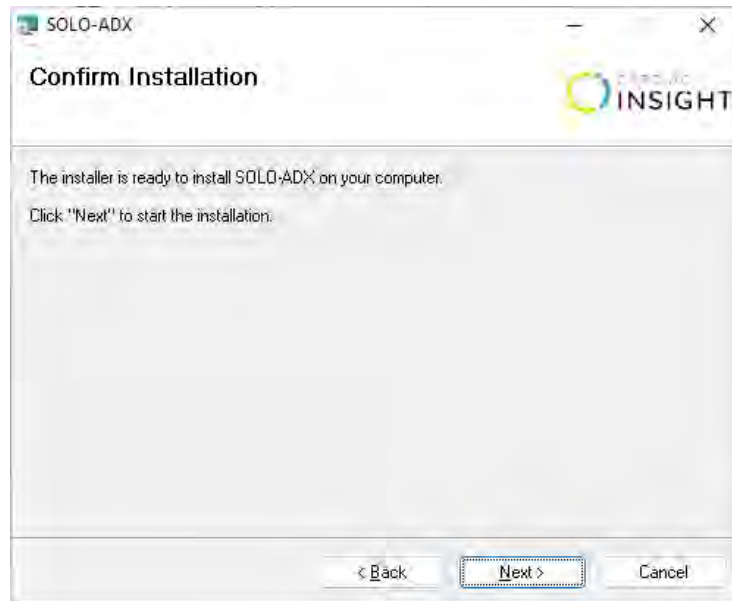 SOLO-ADX
Confirm Installation
CARDIAC
INSIGHT
The installer is ready to install SOLO-ADX on your computer.
Click "Next" to start the installation.
< Back
Next >
Cancel